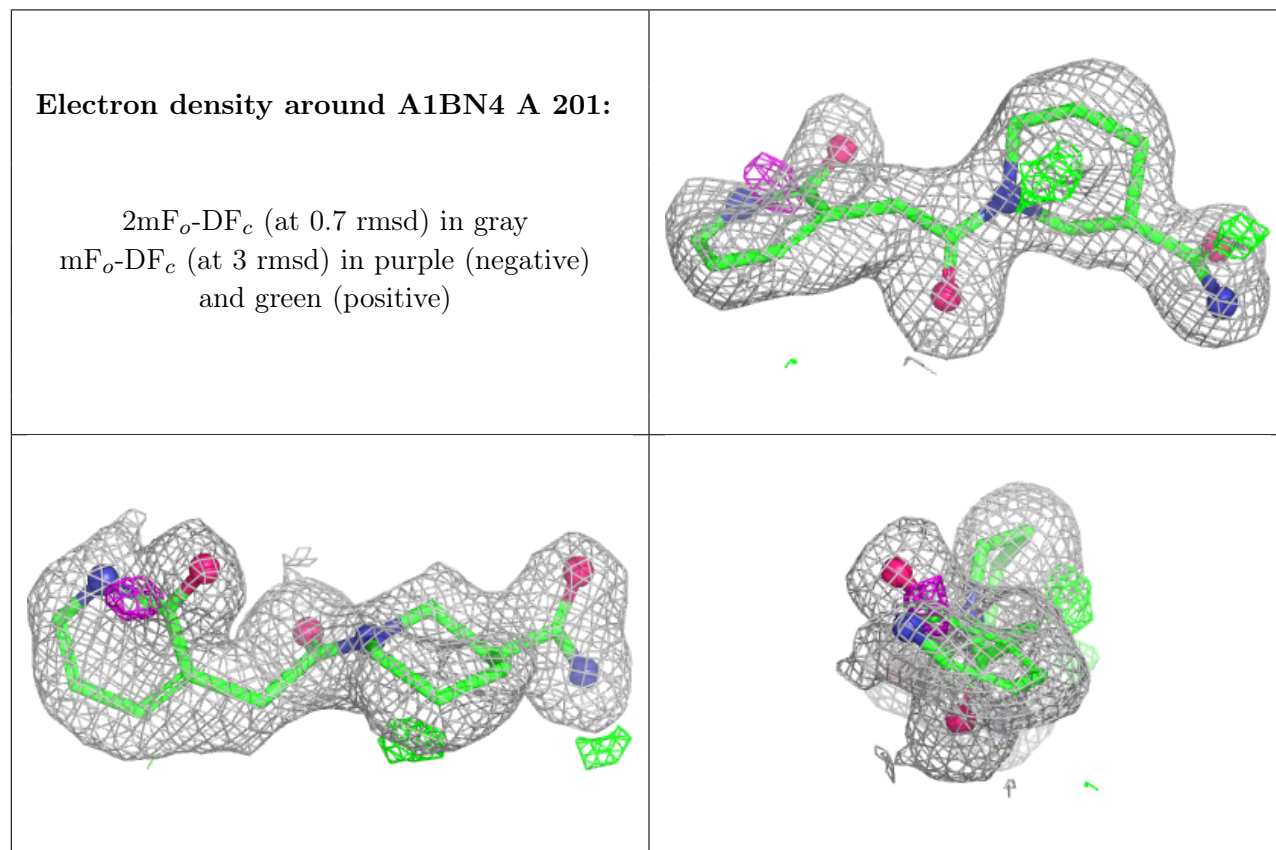 Electron density around A1BN4 A 201:
2mFo-DFc (at 0.7 rmsd) in gray
mFo-DFc (at 3 rmsd) in purple (negative)
and green (positive)